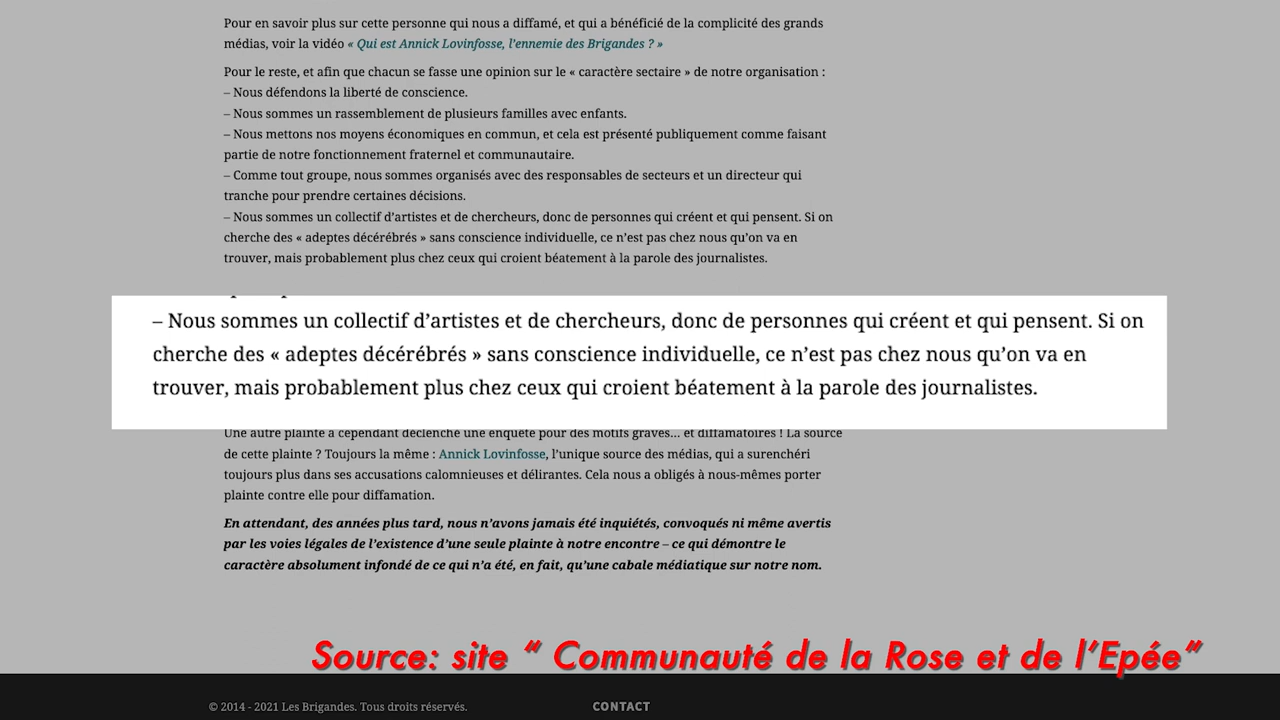 Pour en savoir plus sur cette personne qui nous a diffamé, et qui a bénéficié de la complicité des grands
médias, voir la vidéo « Qui est Annick Lovinfosse, l'ennemie des Brigandes ? »
Pour le reste, et afin que chacun se fasse une opinion sur le « caractère sectaire » de notre organisation :
– Nous défendons la liberté de conscience.
– Nous sommes un rassemblement de plusieurs familles avec enfants.
– Nous mettons nos moyens économiques en commun, et cela est présenté publiquement comme faisant
partie de notre fonctionnement fraternel et communautaire.
– Comme tout groupe, nous sommes organisés avec des responsables de secteurs et un directeur qui
tranche pour prendre certaines décisions.
– Nous sommes un collectif d'artistes et de chercheurs, donc de personnes qui créent et qui pensent. Si on
cherche des « adeptes décérébrés » sans conscience individuelle, ce n'est pas chez nous qu'on va en
trouver, mais probablement plus chez ceux qui croient béatement à la parole des journalistes.
– Nous sommes un collectif d'artistes et de chercheurs, donc de personnes qui créent et qui pensent. Si on
cherche des « adeptes décérébrés » sans conscience individuelle, ce n'est pas chez nous qu'on va en
trouver, mais probablement plus chez ceux qui croient béatement à la parole des journalistes.
Une autre plainte a cependant déclenché une enquête pour des motifs graves… et diffamatoires ! La source
de cette plainte ? Toujours la même : Annick Lovinfosse, l'unique source des médias, qui a surenchéri
toujours plus dans ses accusations calomnieuses et délirantes. Cela nous a obligés à nous-mêmes porter
plainte contre elle pour diffamation.
En attendant, des années plus tard, nous n'avons jamais été inquiétés, convoqués ni même avertis
par les voies légales de l'existence d'une seule plainte à notre encontre – ce qui démontre le
caractère absolument infondé de ce qui n'a été, en fait, qu'une cabale médiatique sur notre nom.
Source: site " Communauté de la Rose et de l'Epée"
© 2014 - 2021 Les Brigandes. Tous droits réservés.
CONTACT